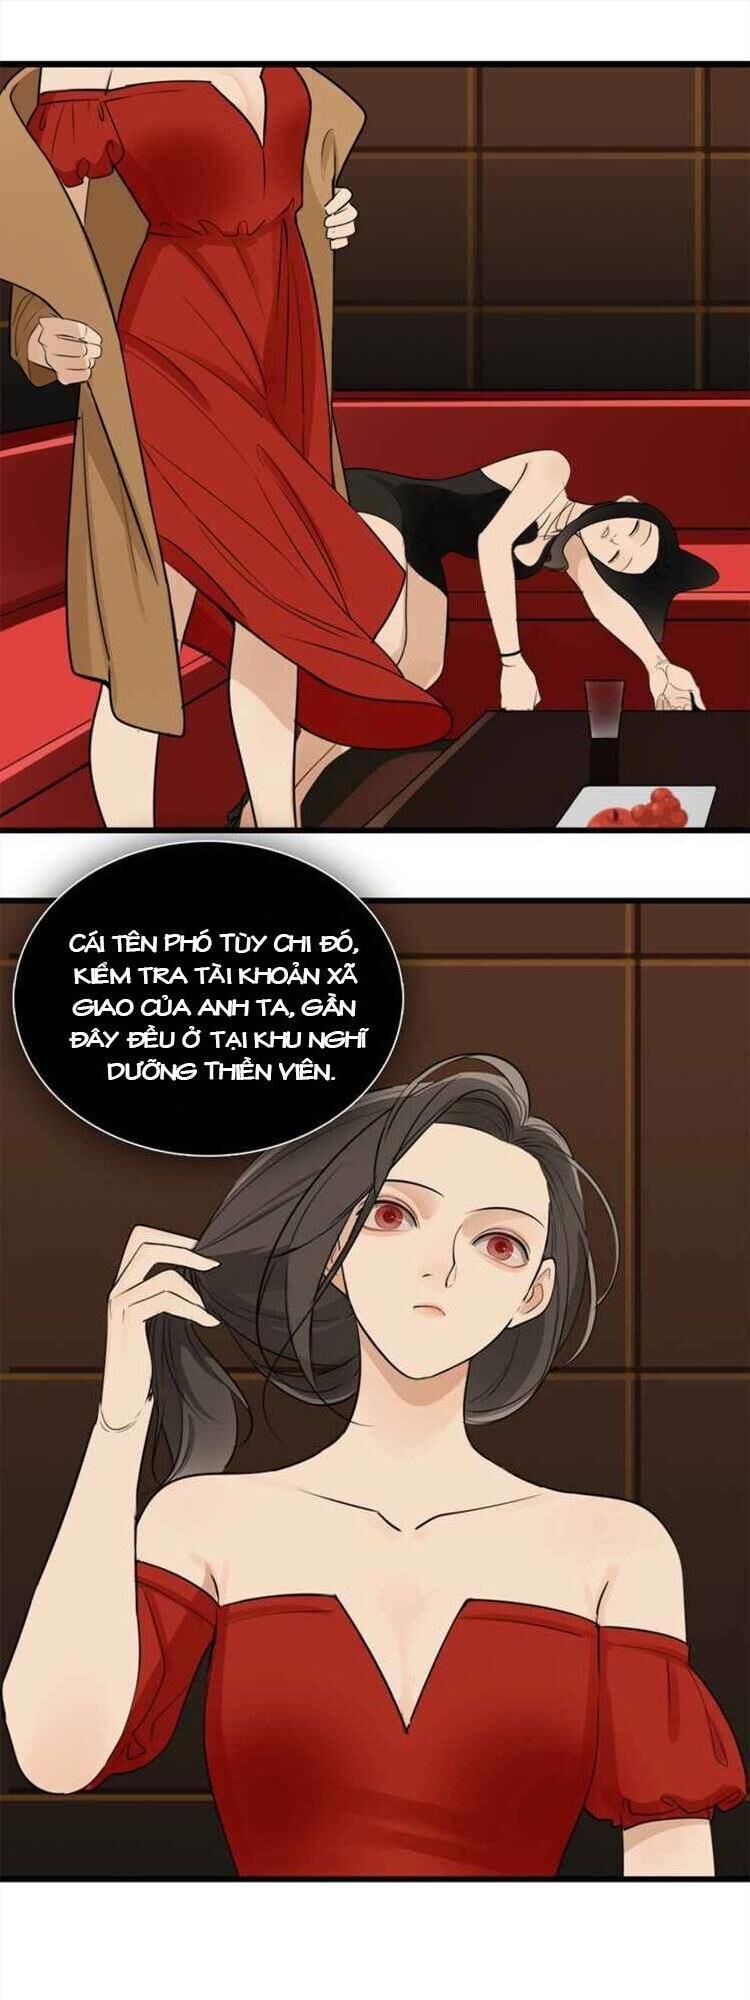 CÁI TÊN PHÓ TÙY CHI ĐÓ,
KIỂM TRA TÀI KHOẢN XÃ
GIAO CỦA ANH TA, GẦN
ĐÂY ĐỀU Ở TẠI KHU NGHĨ
DƯỠNG THIỀN VIÊN.